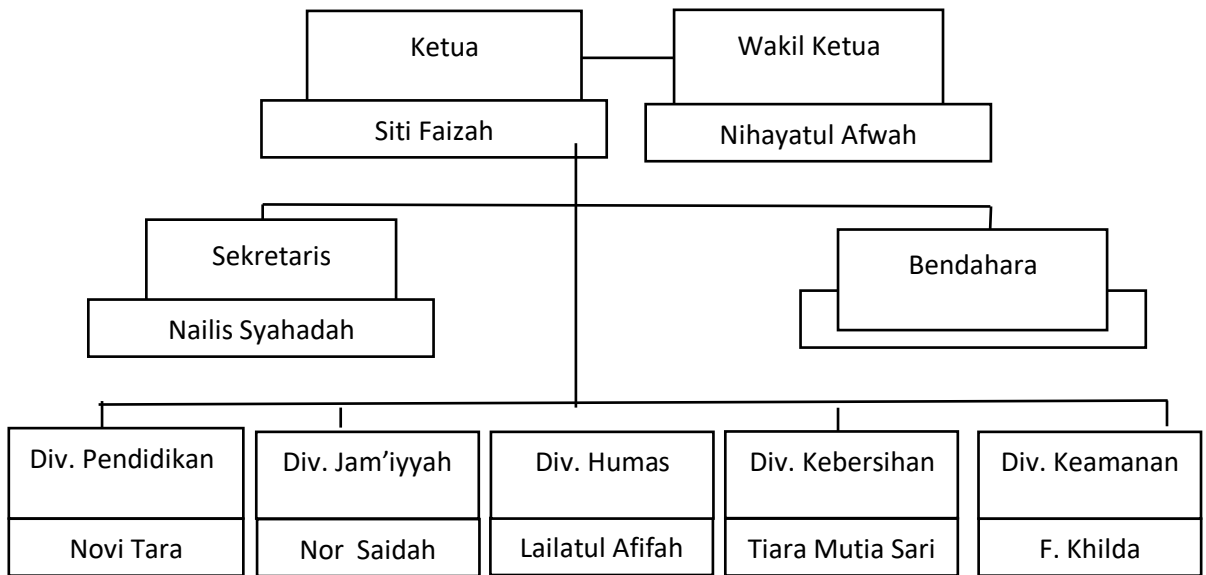 Ketua
Wakil Ketua
Siti Faizah
Nihayatul Afwah
Sekretaris
Bendahara
Nailis Syahadah
Div. Pendidikan
Div. Jam’iyyah
Div. Humas
Div. Kebersihan
Div. Keamanan
Novi Tara
Nor Saidah
Lailatul Afifah
Tiara Mutia Sari
F. Khilda